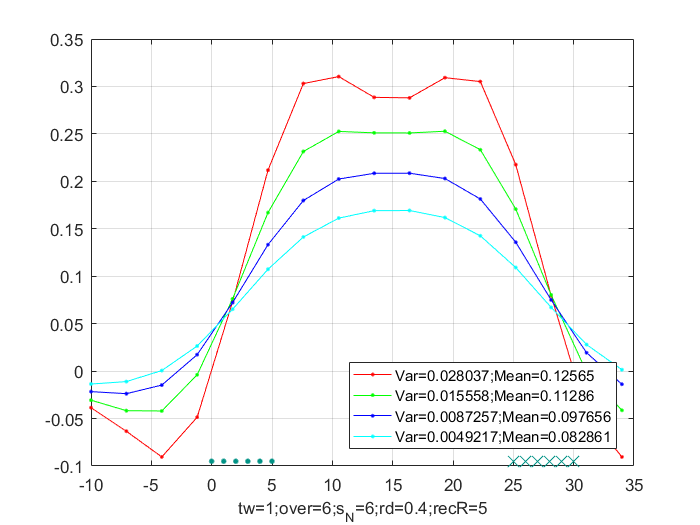 0.35
0.3
0.25
0.2
0.15
0.1
0.05
0
-0.05
-0.1
Var=0.028037;Mean=0.12565
Var=0.015558;Mean=0.11286
Var=0.0087257;Mean=0.097656
Var=0.0049217;Mean=0.082861
-10 -5 0 5 10 15 20 25 30 35
tw=1;over=6;s_N=6;rd=0.4;recR=5